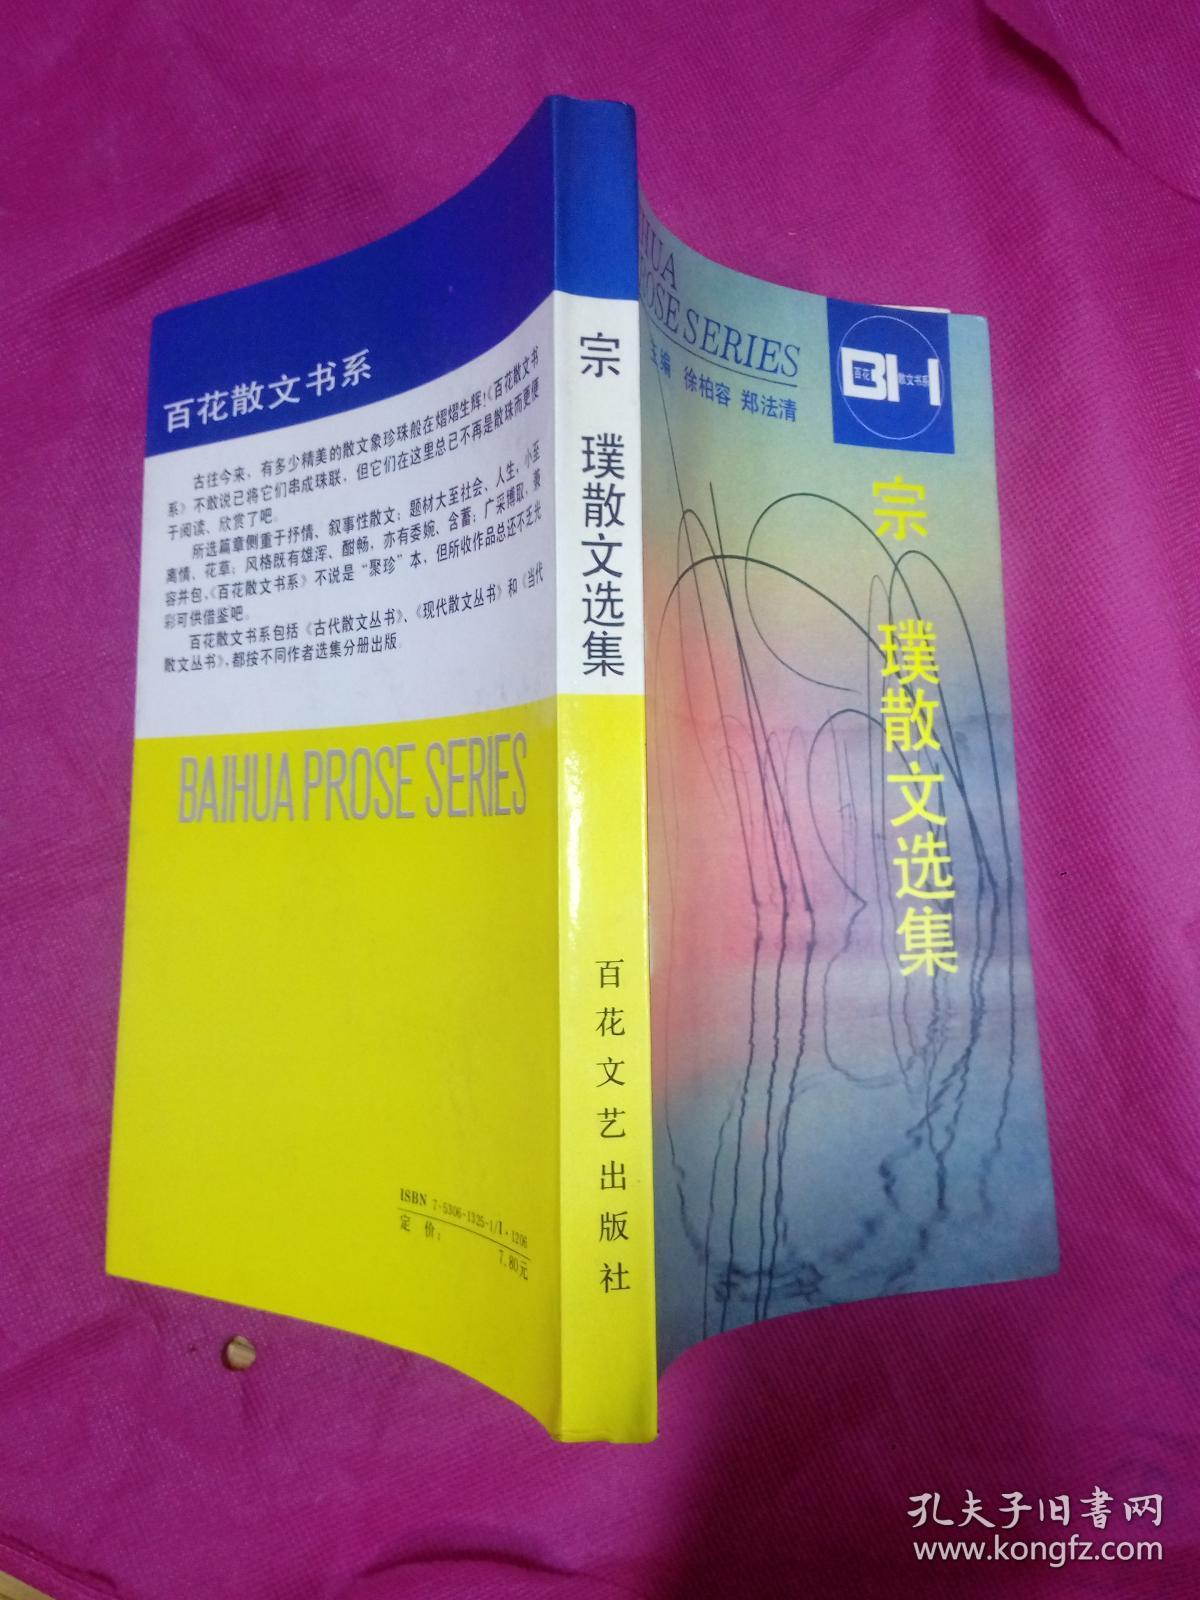 百花散文书系
古往今来，有多少精美的散文象珍珠般在熠熠生辉！《百花散文书
系》不敢说已将它们串成珠联，但它们在这里总已不再是散珠而更便
于阅读、欣赏了吧。
所选篇章侧重于抒情、叙事性散文；题材大至社会、人生，小至
离情、花草；风格既有雄浑、酣畅，亦有委婉、含蓄；广采博取，兼
容并包，《百花散文书系》不说是“聚珍”本，但所收作品总还不乏光
彩可供借鉴吧。
百花散文书系包括《古代散文丛书》、《现代散文丛书》和《当代
散文丛书》，都按不同作者选集分册出版。
BAIHUA PROSE SERIES
ISBN 7-5306-1325-1/I·1206
定 价： 7.80元
宗 璞散文选集
百花文艺出版社
HUA
OSE SERIES
主编 徐柏容 郑法清
BH
百花 散文书系
宗 璞散文选集
孔夫子旧书网
www.kongfz.com